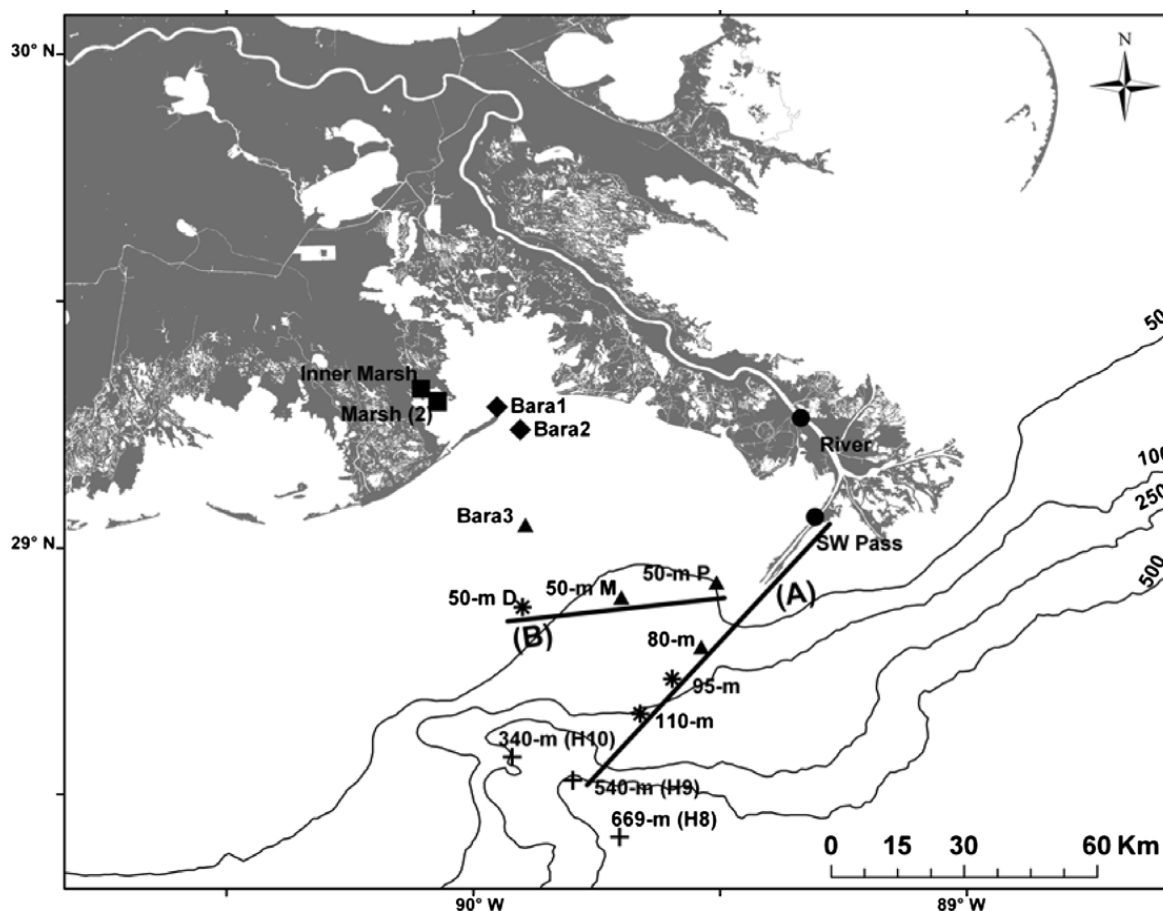 N
30° N
50
100
250
500
Inner Marsh
Marsh (2)
Bara1
Bara2
River
Bara3
SW Pass
29° N
50-m P
50-m M
50-m D
(A)
(B)
80-m
95-m
110-m
340-m (H10)
540-m (H9)
669-m (H8)
0 15 30 60 Km
90° W
89° W